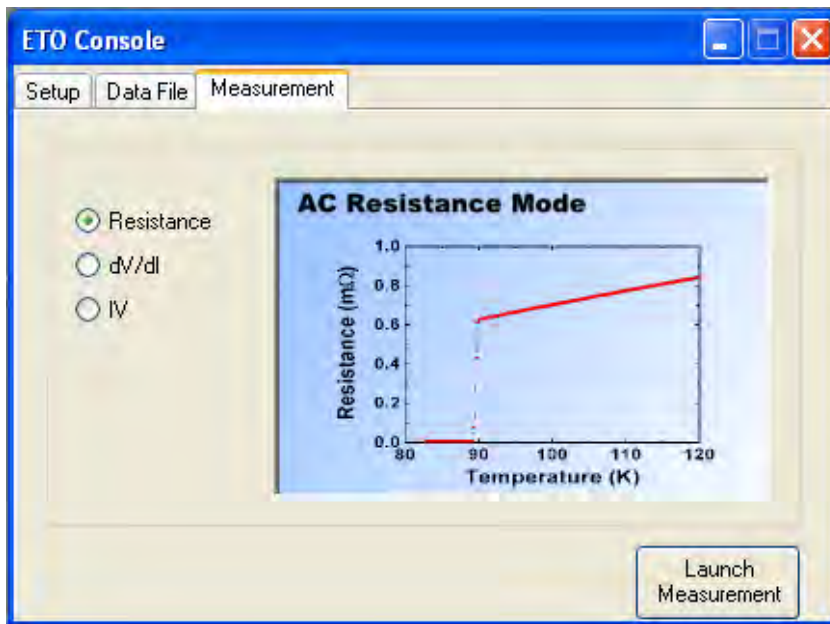 ETO Console
Setup Data File Measurement
Resistance
dV/dI
IV
AC Resistance Mode
Resistance (mΩ)
1.0
0.8
0.6
0.4
0.2
0.0
80 90 100 110 120
Temperature (K)
Launch
Measurement